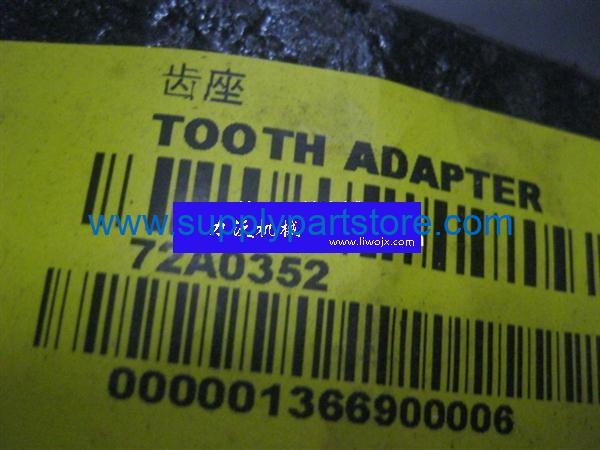 齿座
TOOTH ADAPTER
www.supplypartstore.com
www.liwojx.com
72A0352
000001366900006